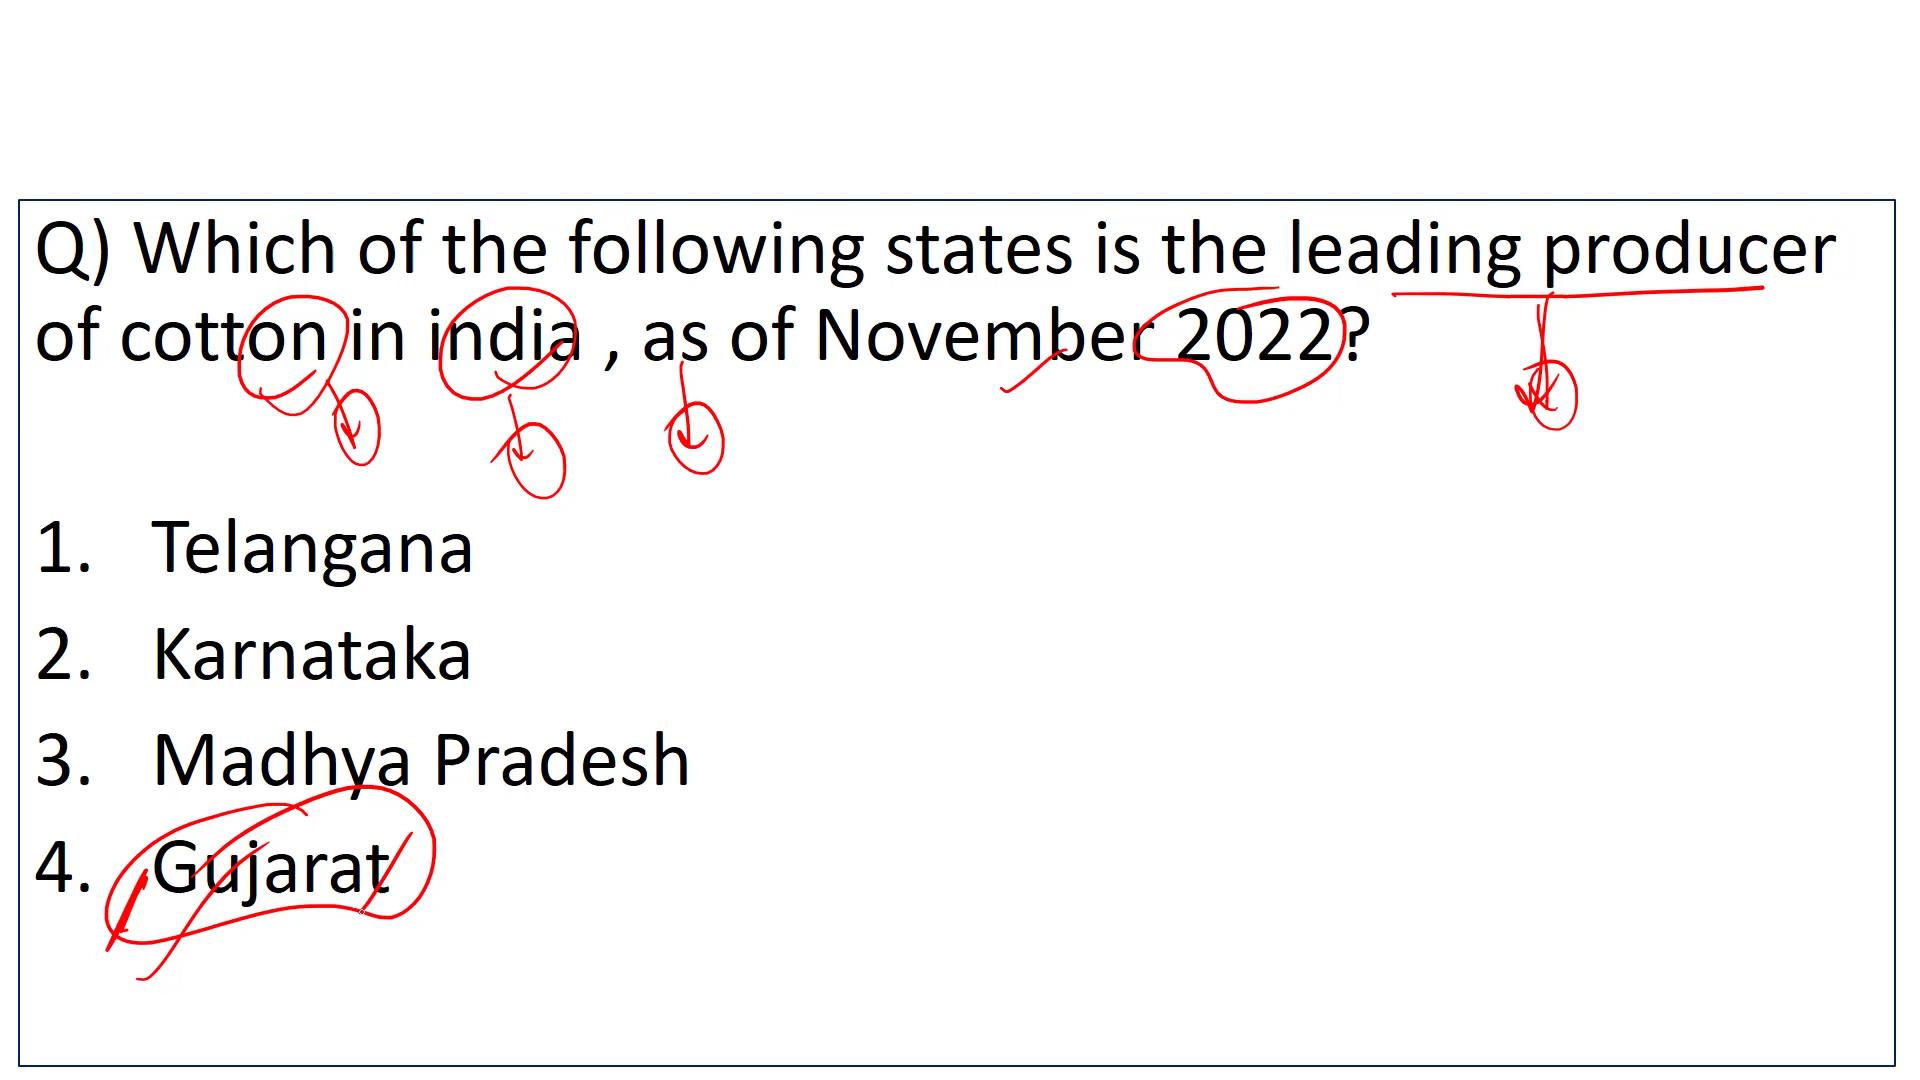 Q) Which of the following states is the leading producer
of cotton in india , as of November 2022?
1. Telangana
2. Karnataka
3. Madhya Pradesh
4. Gujarat